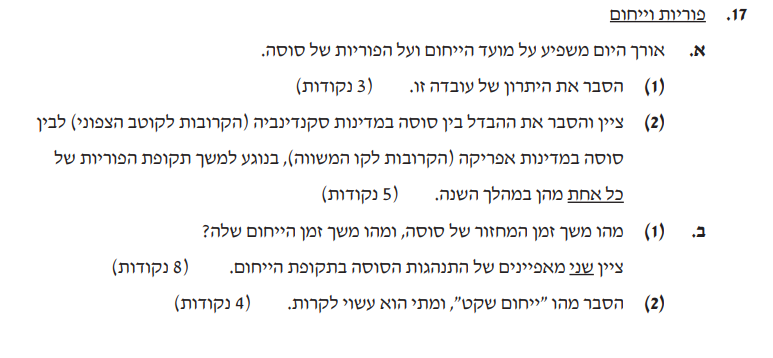 17. פוריות וייחום
א. אורך היום משפיע על מועד הייחום ועל הפוריות של סוסה.
(1) הסבר את היתרון של עובדה זו. (3 נקודות)
(2) ציין והסבר את ההבדל בין סוסה במדינות סקנדינביה (הקרובות לקוטב הצפוני) לבין
סוסה במדינות אפריקה (הקרובות לקו המשווה), בנוגע למשך תקופת הפוריות של
כל אחת מהן במהלך השנה. (5 נקודות)
ב. (1) מהו משך זמן המחזור של סוסה, ומהו משך זמן הייחום שלה?
ציין שני מאפיינים של התנהגות הסוסה בתקופת הייחום. (8 נקודות)
(2) הסבר מהו "ייחום שקט", ומתי הוא עשוי לקרות. (4 נקודות)